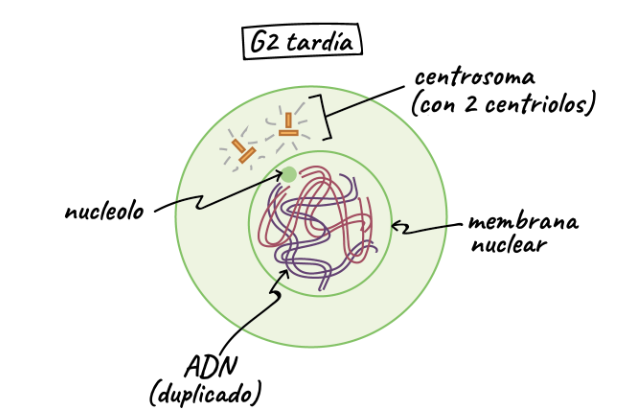 G2 tardía
centrosoma
(con 2 centriolos)
nucleolo
membrana
nuclear
ADN
(duplicado)